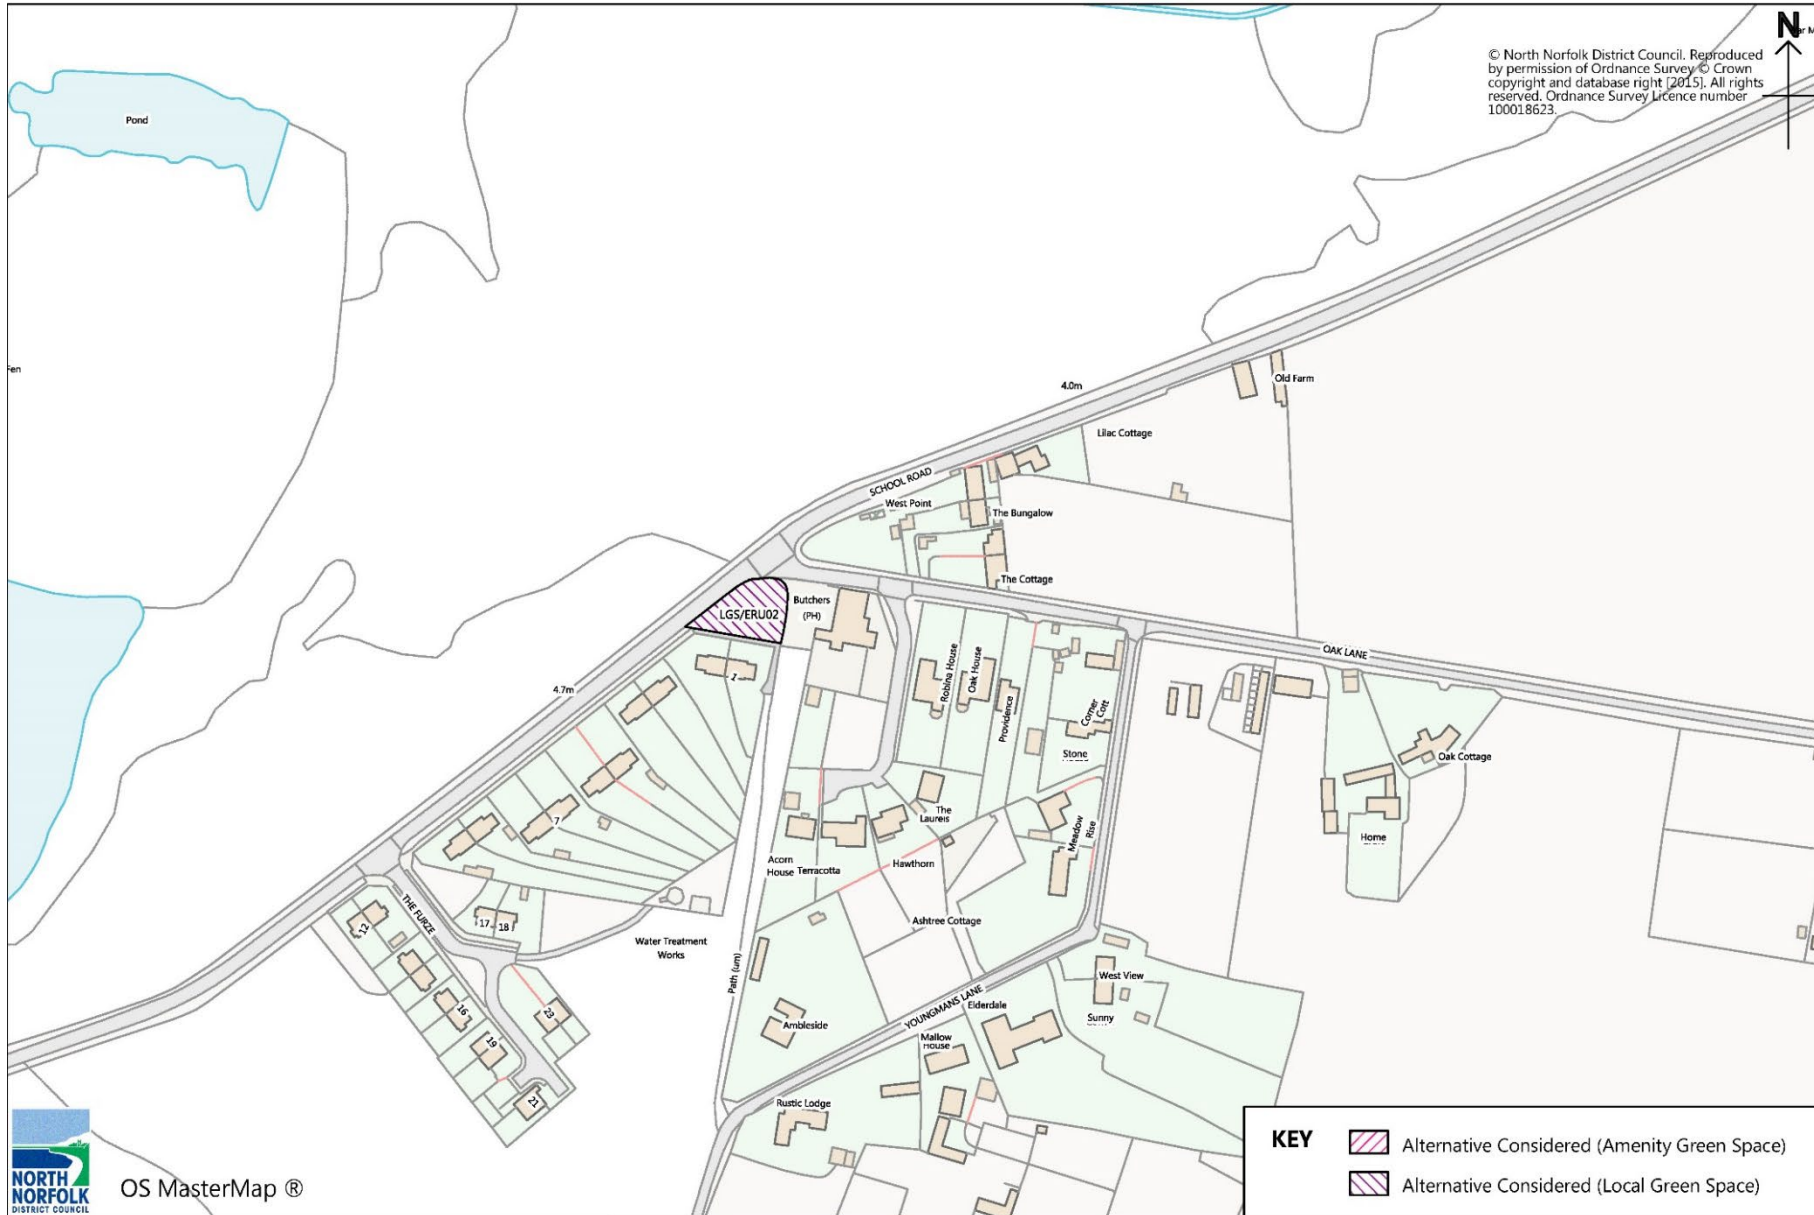 N
© North Norfolk District Council. Reproduced
by permission of Ordnance Survey © Crown
copyright and database right [2015]. All rights
reserved. Ordnance Survey Licence number
100018623.
Pond
Fen
4.0m
Old Farm
Lilac Cottage
SCHOOL ROAD
West Point
The Bungalow
The Cottage
LGS/ERU02
Butchers
(PH)
OAK LANE
1
4.7m
Robina House
Oak House
Providence
Corner
Cott
Stone
Oak Cottage
7
The
Laurels
Meadow
Rise
Home
Acorn
House
Terracotta
Hawthorn
THE FURZE
12
17
18
Ashtree Cottage
Water Treatment
Works
Path (um)
West View
16
23
YOUNGMANS LANE
Elderdale
Sunny
Ambleside
19
Mallow
House
21
Rustic Lodge
KEY
Alternative Considered (Amenity Green Space)
Alternative Considered (Local Green Space)
NORTH
NORFOLK
DISTRICT COUNCIL
OS MasterMap ®